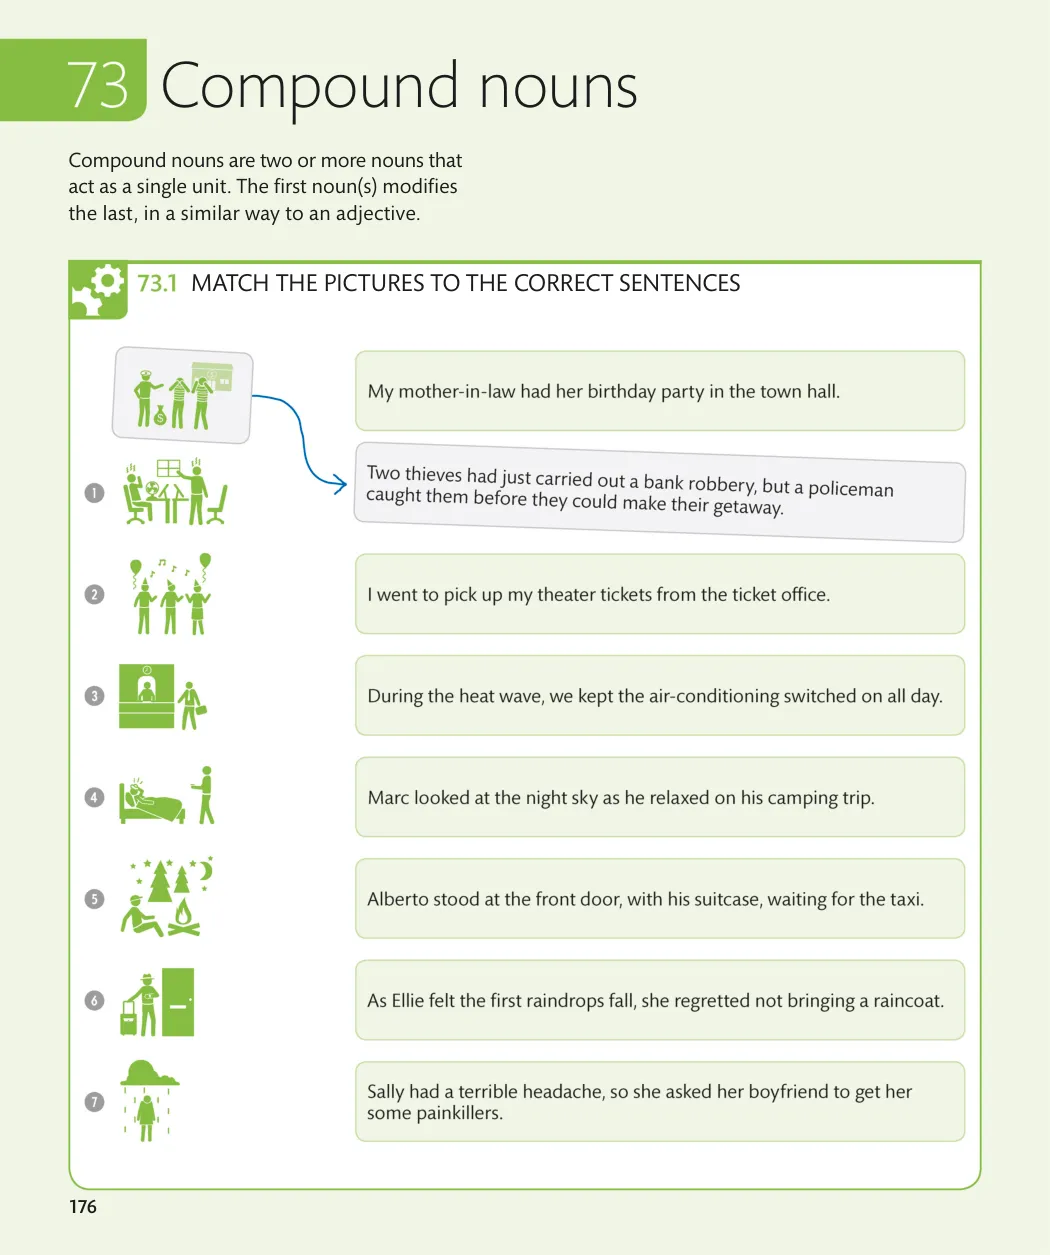 73 Compound nouns
Compound nouns are two or more nouns that
act as a single unit. The first noun(s) modifies
the last, in a similar way to an adjective.
73.1 MATCH THE PICTURES TO THE CORRECT SENTENCES
My mother-in-law had her birthday party in the town hall.
Two thieves had just carried out a bank robbery, but a policeman
caught them before they could make their getaway.
1
I went to pick up my theater tickets from the ticket office.
2
During the heat wave, we kept the air-conditioning switched on all day.
3
Marc looked at the night sky as he relaxed on his camping trip.
4
Alberto stood at the front door, with his suitcase, waiting for the taxi.
5
As Ellie felt the first raindrops fall, she regretted not bringing a raincoat.
6
Sally had a terrible headache, so she asked her boyfriend to get her
some painkillers.
7
176